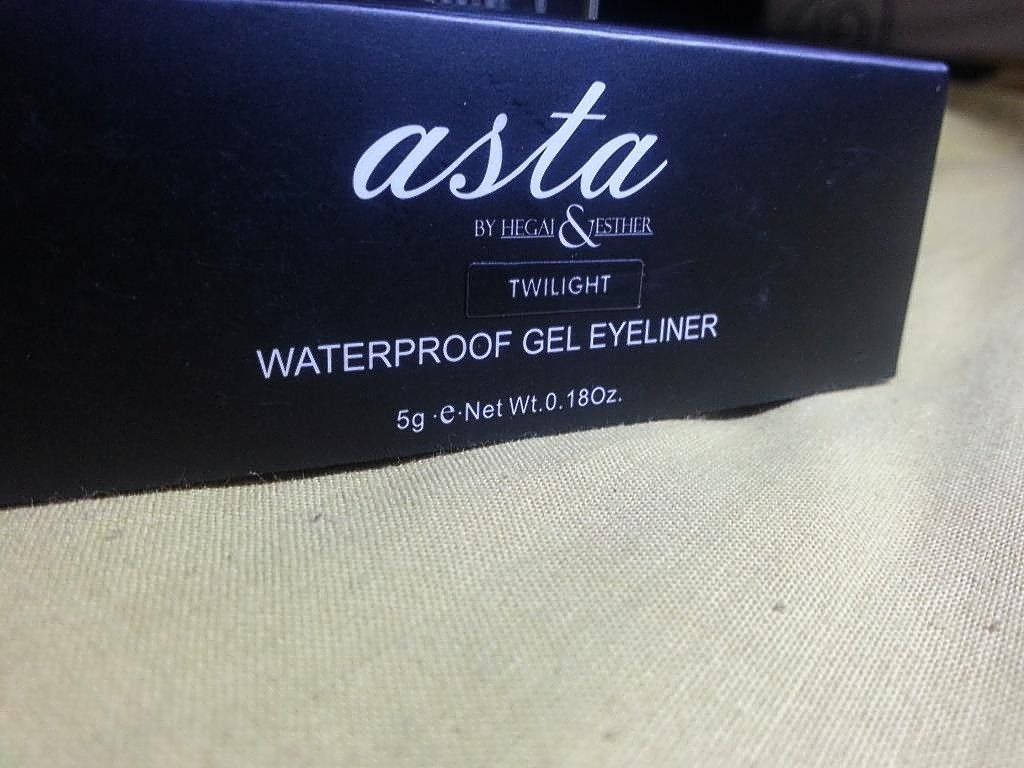 asta
BY HEGAI & ESTHER
TWILIGHT
WATERPROOF GEL EYELINER
5g ·e·Net Wt.0.18Oz.